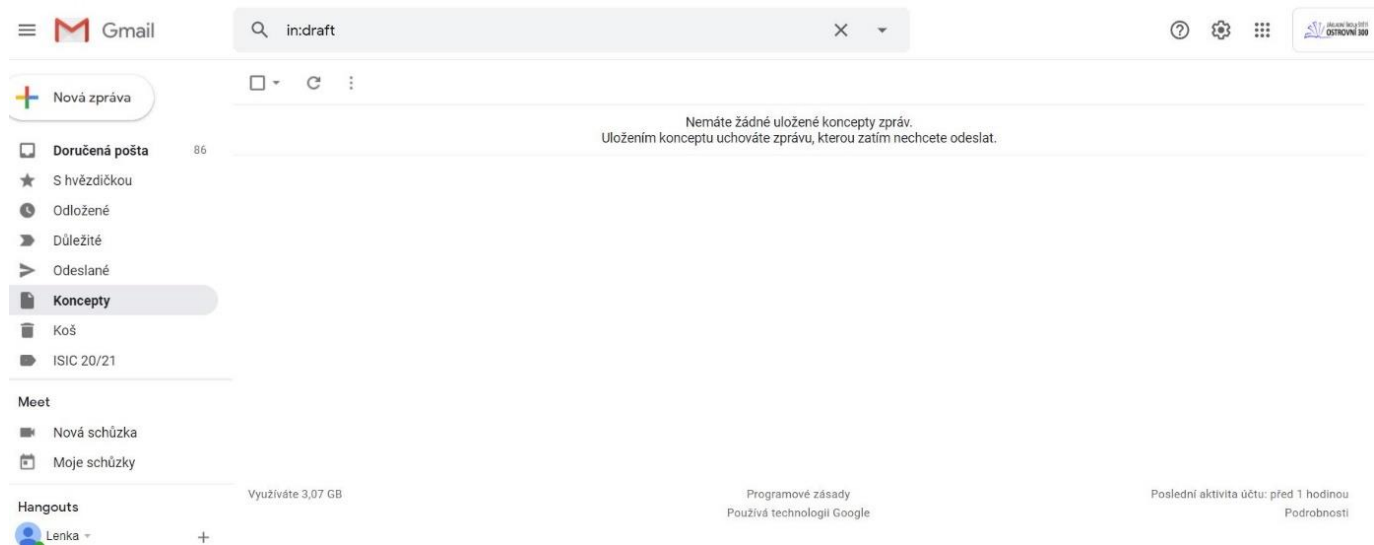 Gmail
in:draft
OSTROVNÍ 300
Nová zpráva
Nemáte žádné uložené koncepty zpráv.
Uložením konceptu uchováte zprávu, kterou zatím nechcete odeslat.
Doručená pošta 86
S hvězdičkou
Odložené
Důležité
Odeslané
Koncepty
Koš
ISIC 20/21
Meet
Nová schůzka
Moje schůzky
Hangouts
Lenka
Využíváte 3,07 GB
Programové zásady
Používá technologii Google
Poslední aktivita účtu: před 1 hodinou
Podrobnosti